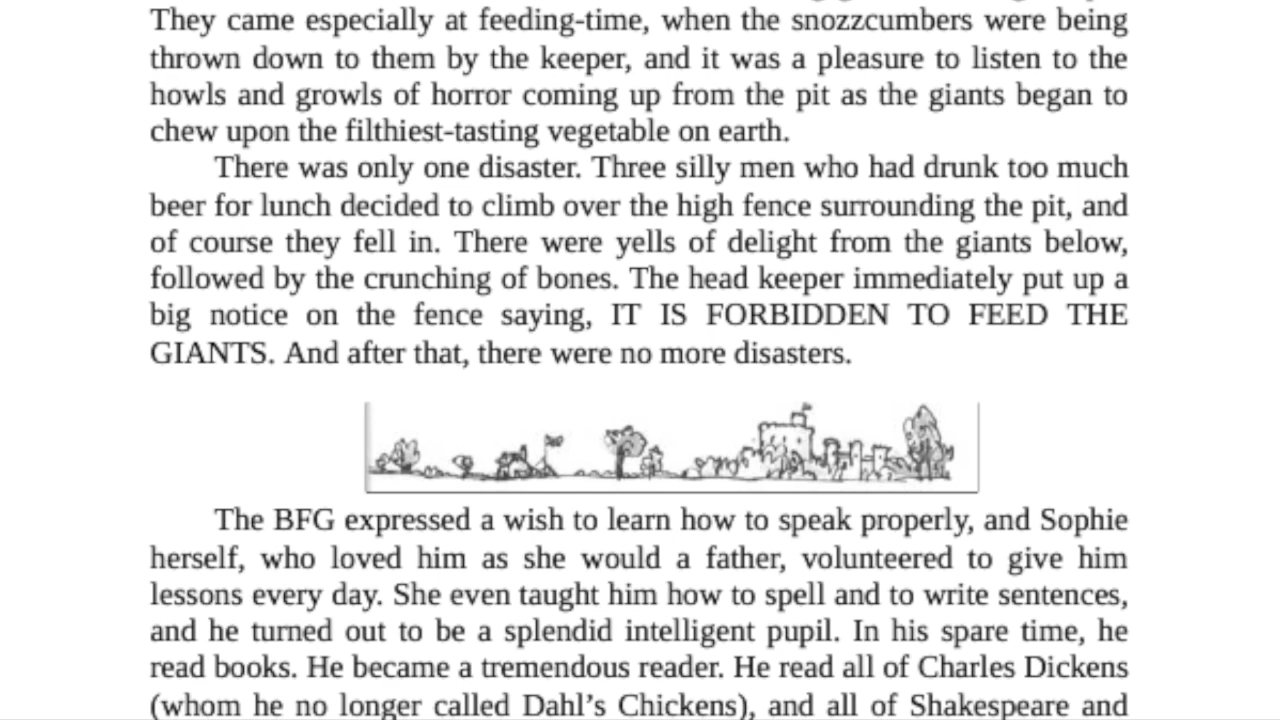 They came especially at feeding-time, when the snozzcumbers were being
thrown down to them by the keeper, and it was a pleasure to listen to the
howls and growls of horror coming up from the pit as the giants began to
chew upon the filthiest-tasting vegetable on earth.
There was only one disaster. Three silly men who had drunk too much
beer for lunch decided to climb over the high fence surrounding the pit, and
of course they fell in. There were yells of delight from the giants below,
followed by the crunching of bones. The head keeper immediately put up a
big notice on the fence saying, IT IS FORBIDDEN TO FEED THE
GIANTS. And after that, there were no more disasters.
The BFG expressed a wish to learn how to speak properly, and Sophie
herself, who loved him as she would a father, volunteered to give him
lessons every day. She even taught him how to spell and to write sentences,
and he turned out to be a splendid intelligent pupil. In his spare time, he
read books. He became a tremendous reader. He read all of Charles Dickens
(whom he no longer called Dahl’s Chickens), and all of Shakespeare and